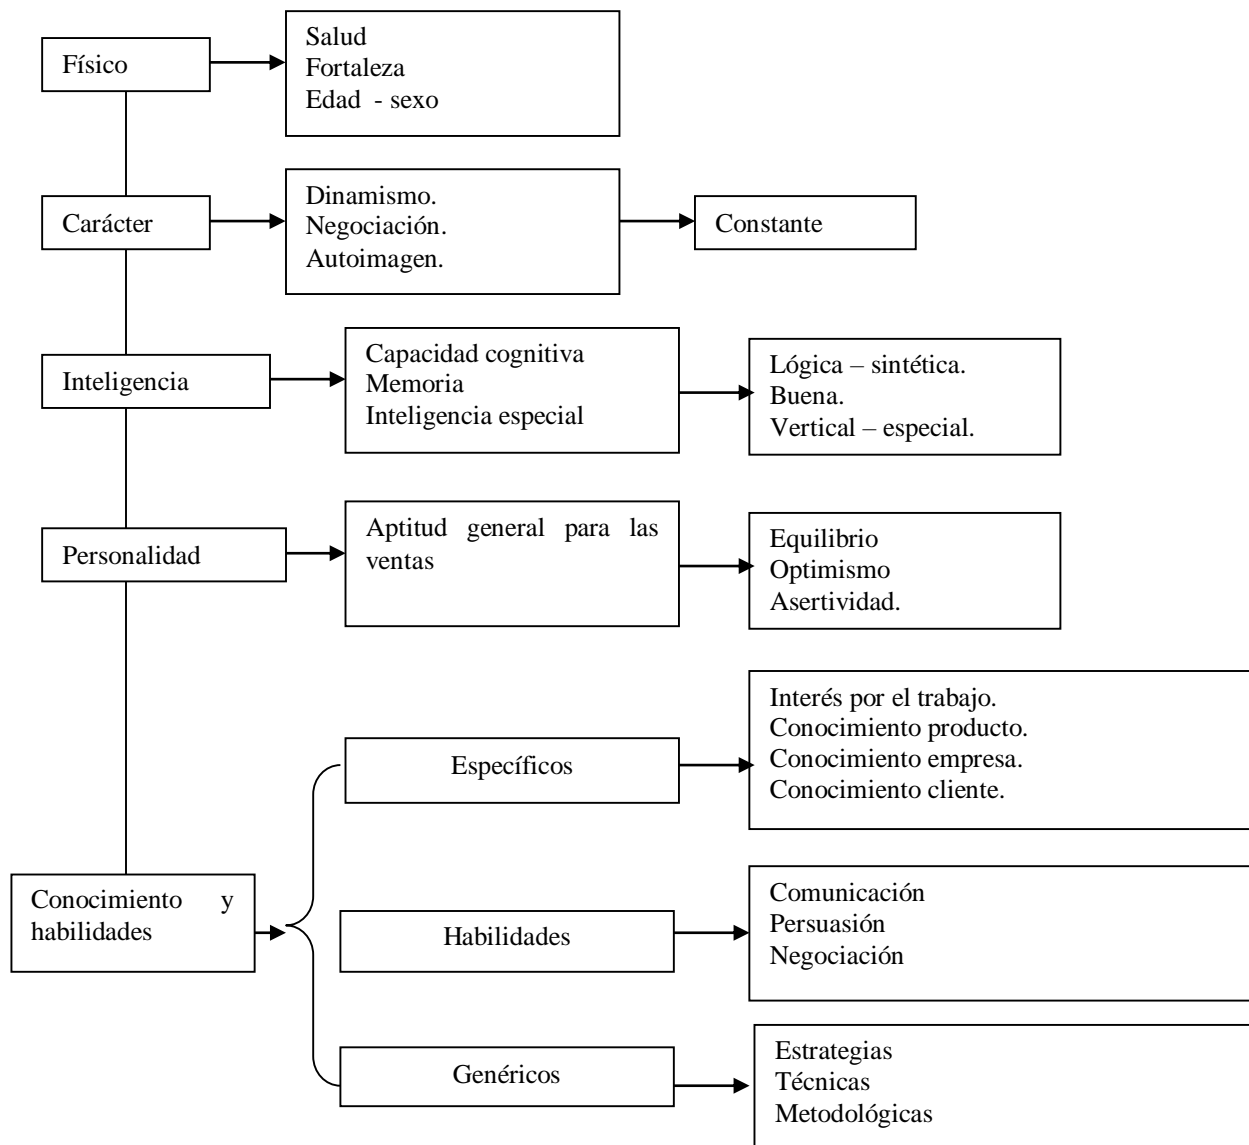 Físico
Salud
Fortaleza
Edad - sexo
Carácter
Dinamismo.
Negociación.
Autoimagen.
Constante
Inteligencia
Capacidad cognitiva
Memoria
Inteligencia especial
Lógica – sintética.
Buena.
Vertical – especial.
Personalidad
Aptitud general para las
ventas
Equilibrio
Optimismo
Asertividad.
Conocimiento y
habilidades
Específicos
Interés por el trabajo.
Conocimiento producto.
Conocimiento empresa.
Conocimiento cliente.
Habilidades
Comunicación
Persuasión
Negociación
Genéricos
Estrategias
Técnicas
Metodológicas